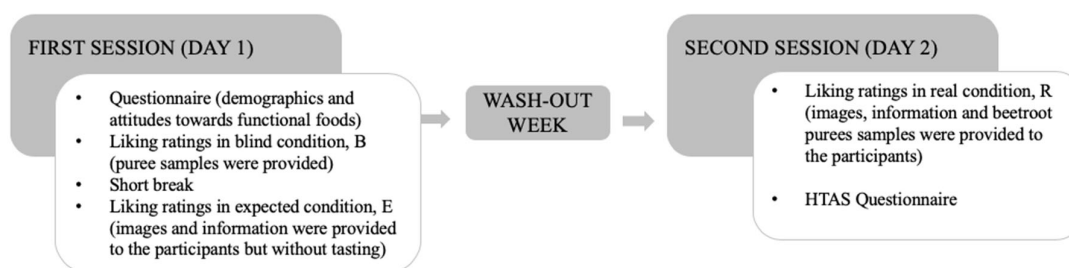 FIRST SESSION (DAY 1)
• Questionnaire (demographics and
attitudes towards functional foods)
• Liking ratings in blind condition, B
(puree samples were provided)
• Short break
• Liking ratings in expected condition, E
(images and information were provided
to the participants but without tasting)
WASH-OUT
WEEK
SECOND SESSION (DAY 2)
• Liking ratings in real condition, R
(images, information and beetroot
purees samples were provided to
the participants)
• HTAS Questionnaire